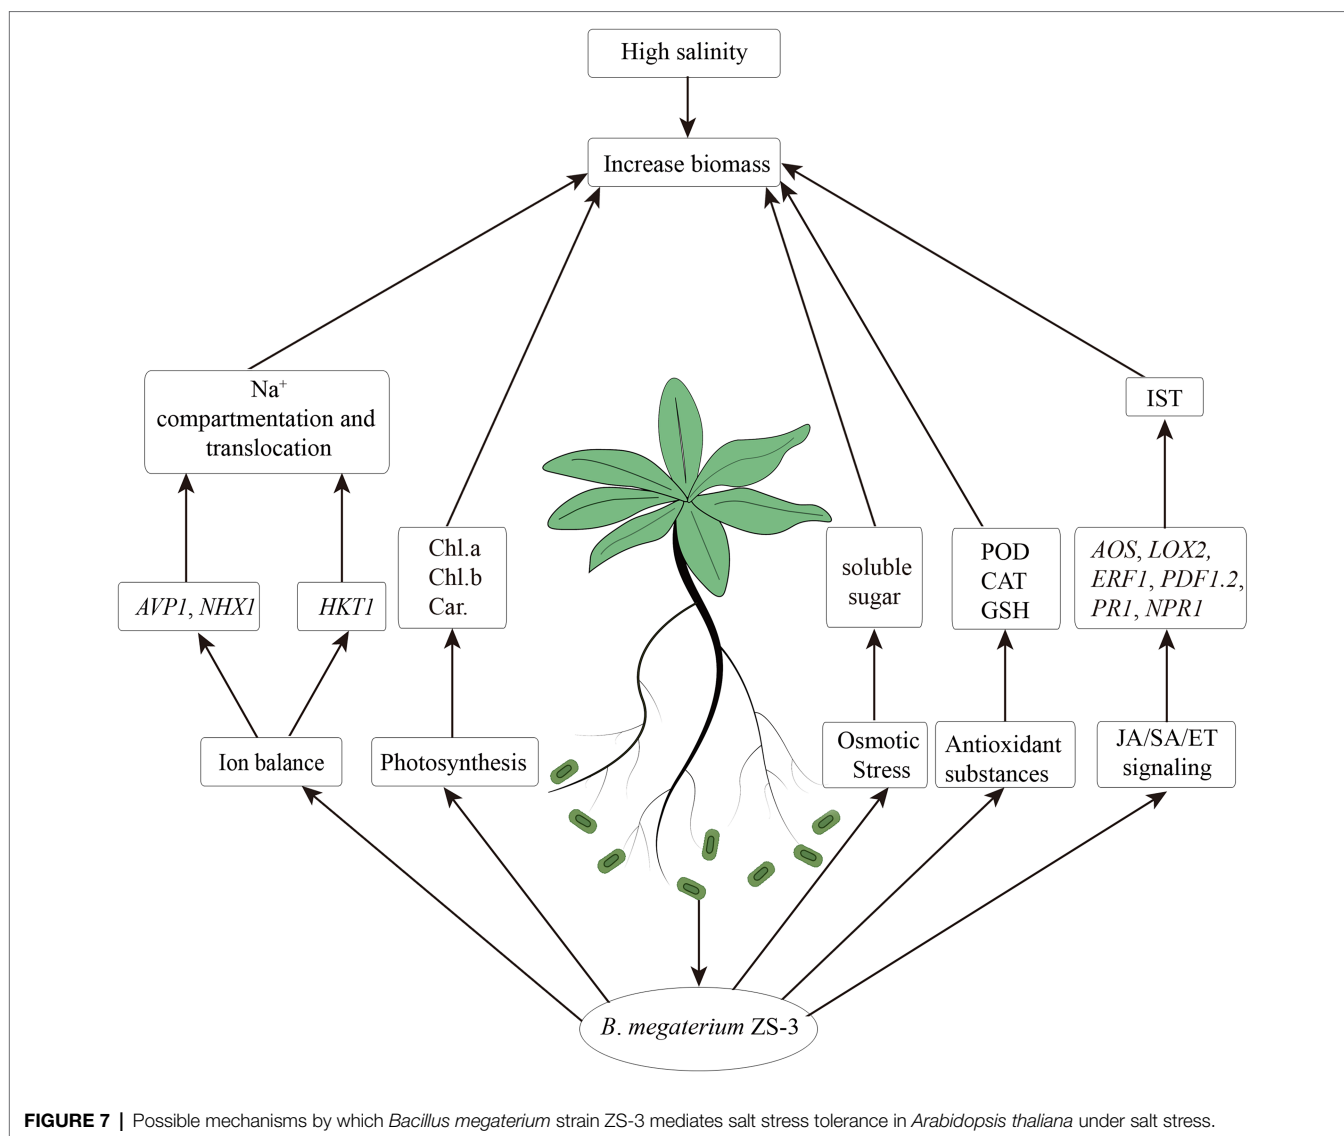 High salinity
Increase biomass
Na⁺
compartmentation and
translocation
IST
Chl.a
Chl.b
Car.
soluble
sugar
POD
CAT
GSH
AOS, LOX2,
ERF1, PDF1.2,
PR1, NPR1
AVP1, NHX1
HKT1
Ion balance
Photosynthesis
Osmotic
Stress
Antioxidant
substances
JA/SA/ET
signaling
B. megaterium ZS-3
FIGURE 7 | Possible mechanisms by which Bacillus megaterium strain ZS-3 mediates salt stress tolerance in Arabidopsis thaliana under salt stress.